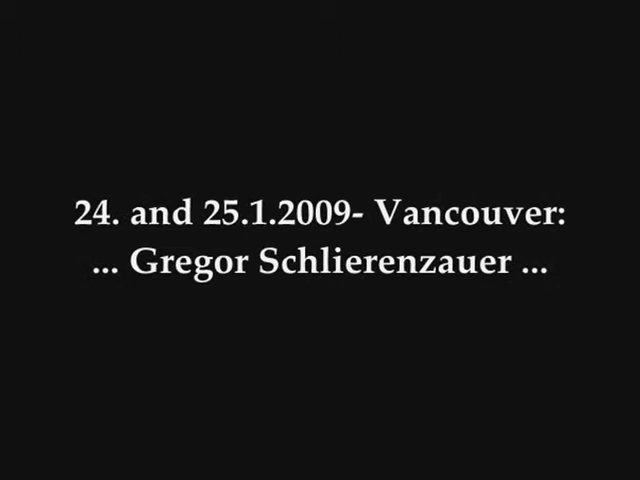 24. and 25.1.2009- Vancouver:
... Gregor Schlierenzauer ...